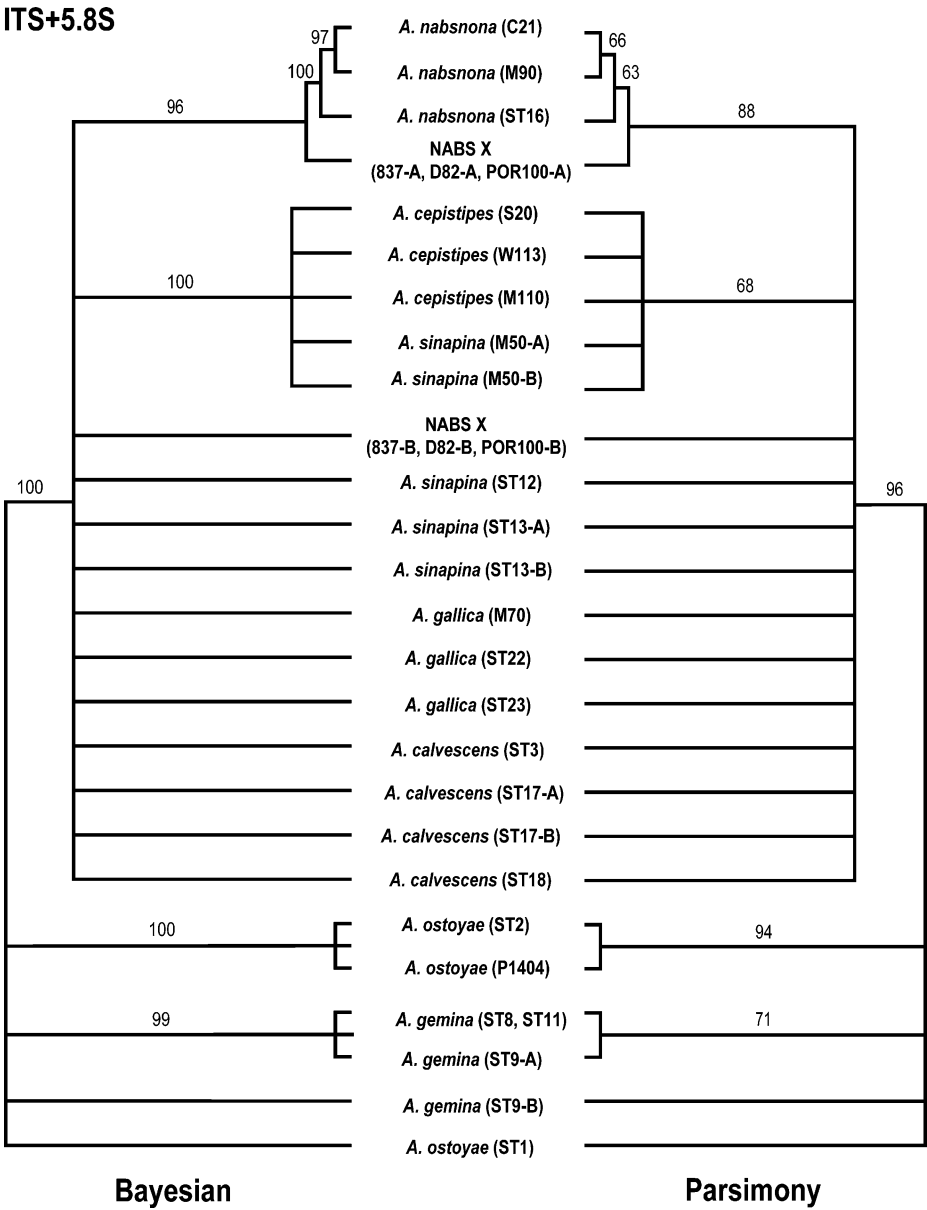 ITS+5.8S
97
A. nabsnona (C21)
66
100
A. nabsnona (M90)
63
96
A. nabsnona (ST16)
88
NABS X
(837-A, D82-A, POR100-A)
A. cepistipes (S20)
A. cepistipes (W113)
100
A. cepistipes (M110)
68
A. sinapina (M50-A)
A. sinapina (M50-B)
NABS X
(837-B, D82-B, POR100-B)
100
A. sinapina (ST12)
96
A. sinapina (ST13-A)
A. sinapina (ST13-B)
A. gallica (M70)
A. gallica (ST22)
A. gallica (ST23)
A. calvescens (ST3)
A. calvescens (ST17-A)
A. calvescens (ST17-B)
A. calvescens (ST18)
100
A. ostoyae (ST2)
94
A. ostoyae (P1404)
99
A. gemina (ST8, ST11)
71
A. gemina (ST9-A)
A. gemina (ST9-B)
A. ostoyae (ST1)
Bayesian
Parsimony